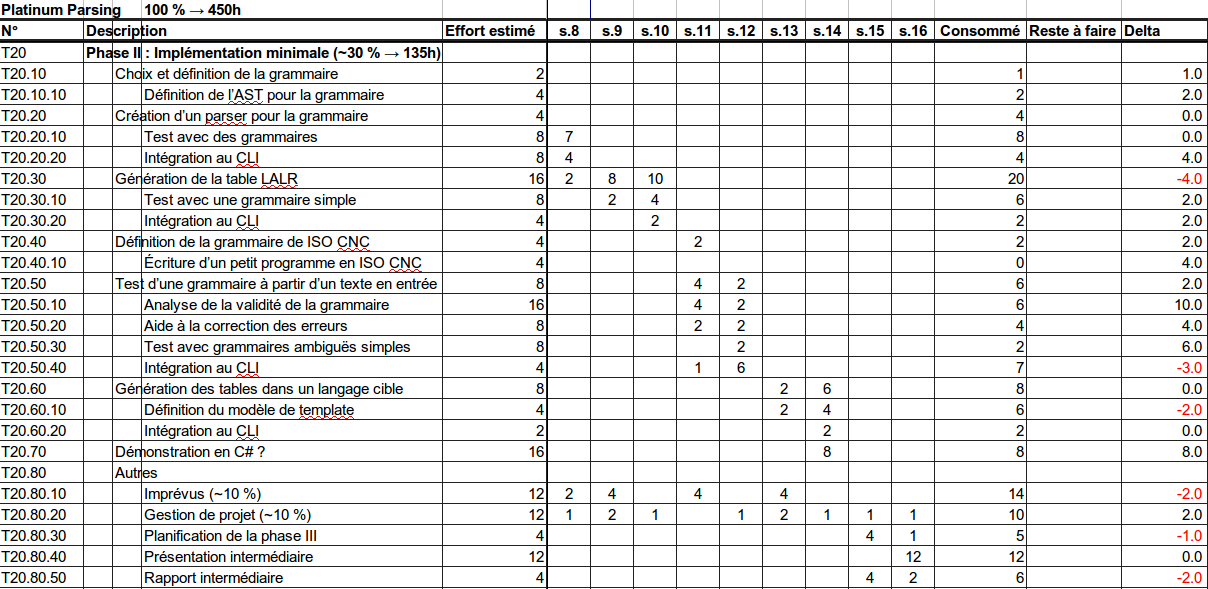 Platinum Parsing 100 % → 450h
N° Description Effort estimé s.8 s.9 s.10 s.11 s.12 s.13 s.14 s.15 s.16 Consommé Reste à faire Delta
T20 Phase II : Implémentation minimale (~30 % → 135h)
T20.10 Choix et définition de la grammaire 2 1 1.0
T20.10.10 Définition de l'AST pour la grammaire 4 2 2.0
T20.20 Création d'un parser pour la grammaire 4 4 0.0
T20.20.10 Test avec des grammaires 8 7 8 0.0
T20.20.20 Intégration au CLI 8 4 4 4.0
T20.30 Génération de la table LALR 16 2 8 10 20 -4.0
T20.30.10 Test avec une grammaire simple 8 2 4 6 2.0
T20.30.20 Intégration au CLI 4 2 2 2.0
T20.40 Définition de la grammaire de ISO CNC 4 2 2 2.0
T20.40.10 Écriture d'un petit programme en ISO CNC 4 0 4.0
T20.50 Test d'une grammaire à partir d'un texte en entrée 8 4 2 6 2.0
T20.50.10 Analyse de la validité de la grammaire 16 4 2 6 10.0
T20.50.20 Aide à la correction des erreurs 8 2 2 4 4.0
T20.50.30 Test avec grammaires ambiguës simples 8 2 2 6.0
T20.50.40 Intégration au CLI 4 1 6 7 -3.0
T20.60 Génération des tables dans un langage cible 8 2 6 8 0.0
T20.60.10 Définition du modèle de template 4 2 4 6 -2.0
T20.60.20 Intégration au CLI 2 2 2 0.0
T20.70 Démonstration en C# ? 16 8 8 8.0
T20.80 Autres
T20.80.10 Imprévus (~10 %) 12 2 4 4 4 14 -2.0
T20.80.20 Gestion de projet (~10 %) 12 1 2 1 1 2 1 1 1 10 2.0
T20.80.30 Planification de la phase III 4 4 1 5 -1.0
T20.80.40 Présentation intermédiaire 12 12 12 0.0
T20.80.50 Rapport intermédiaire 4 4 2 6 -2.0